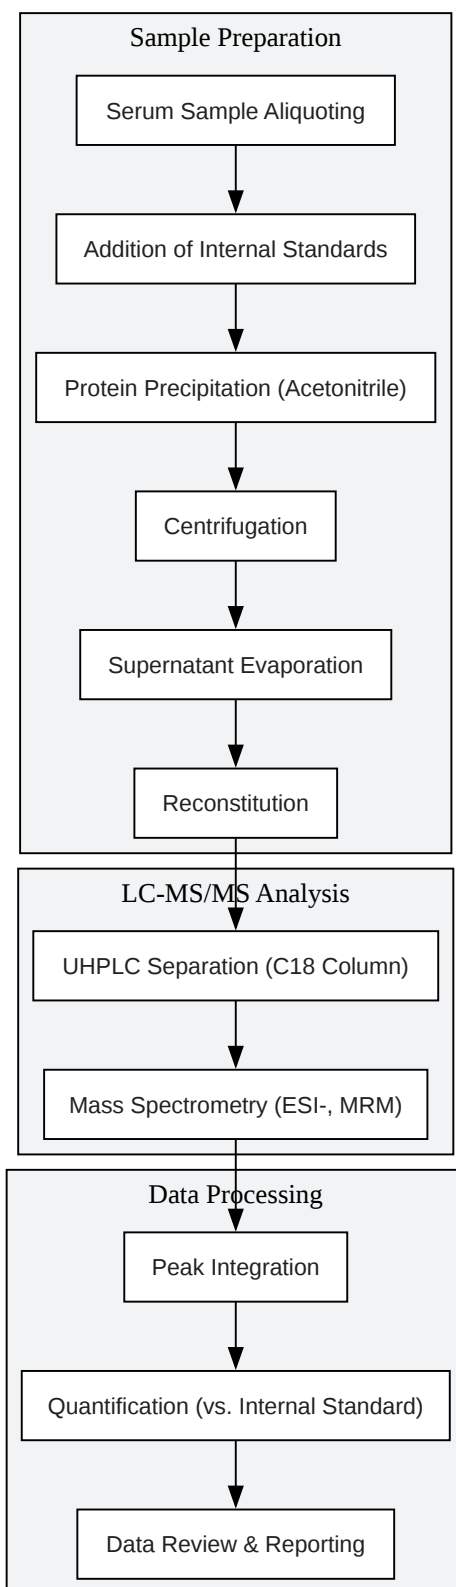 Sample Preparation
Serum Sample Aliquoting
Addition of Internal Standards
Protein Precipitation (Acetonitrile)
Centrifugation
Supernatant Evaporation
Reconstitution
LC-MS/MS Analysis
UHPLC Separation (C18 Column)
Mass Spectrometry (ESI-, MRM)
Data Processing
Peak Integration
Quantification (vs. Internal Standard)
Data Review & Reporting